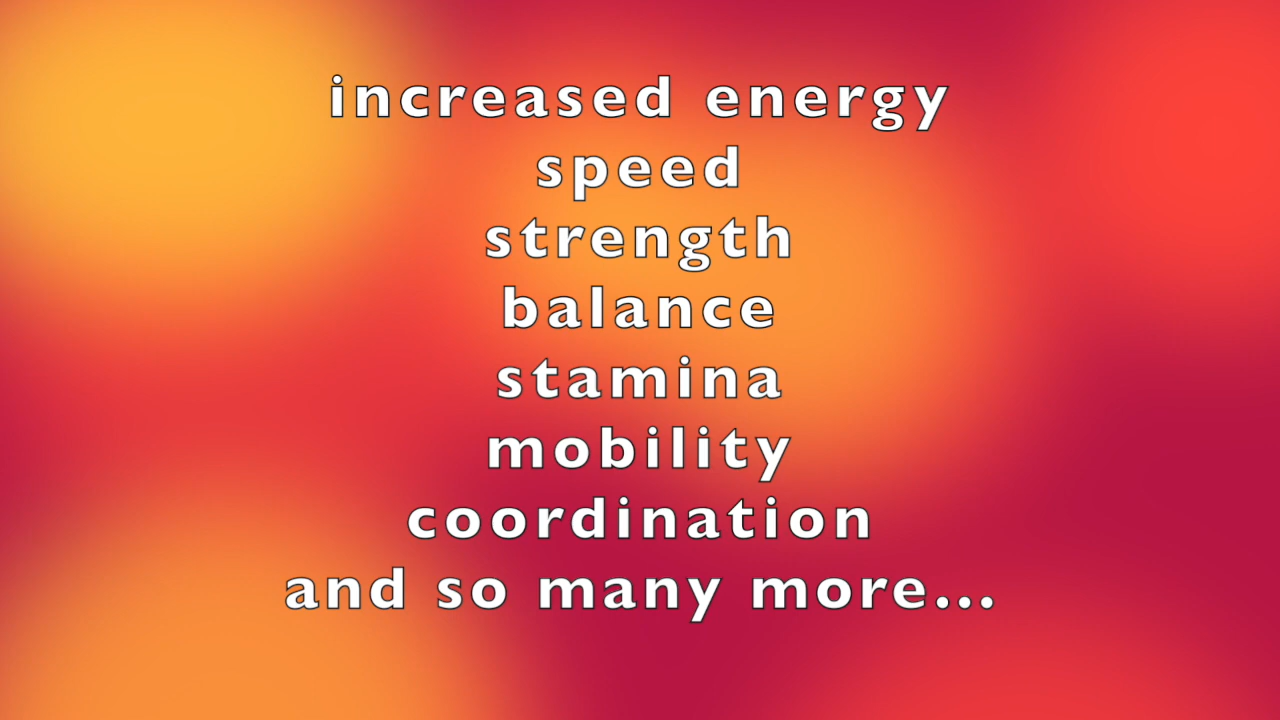 increased energy
speed
strength
balance
stamina
mobility
coordination
and so many more...